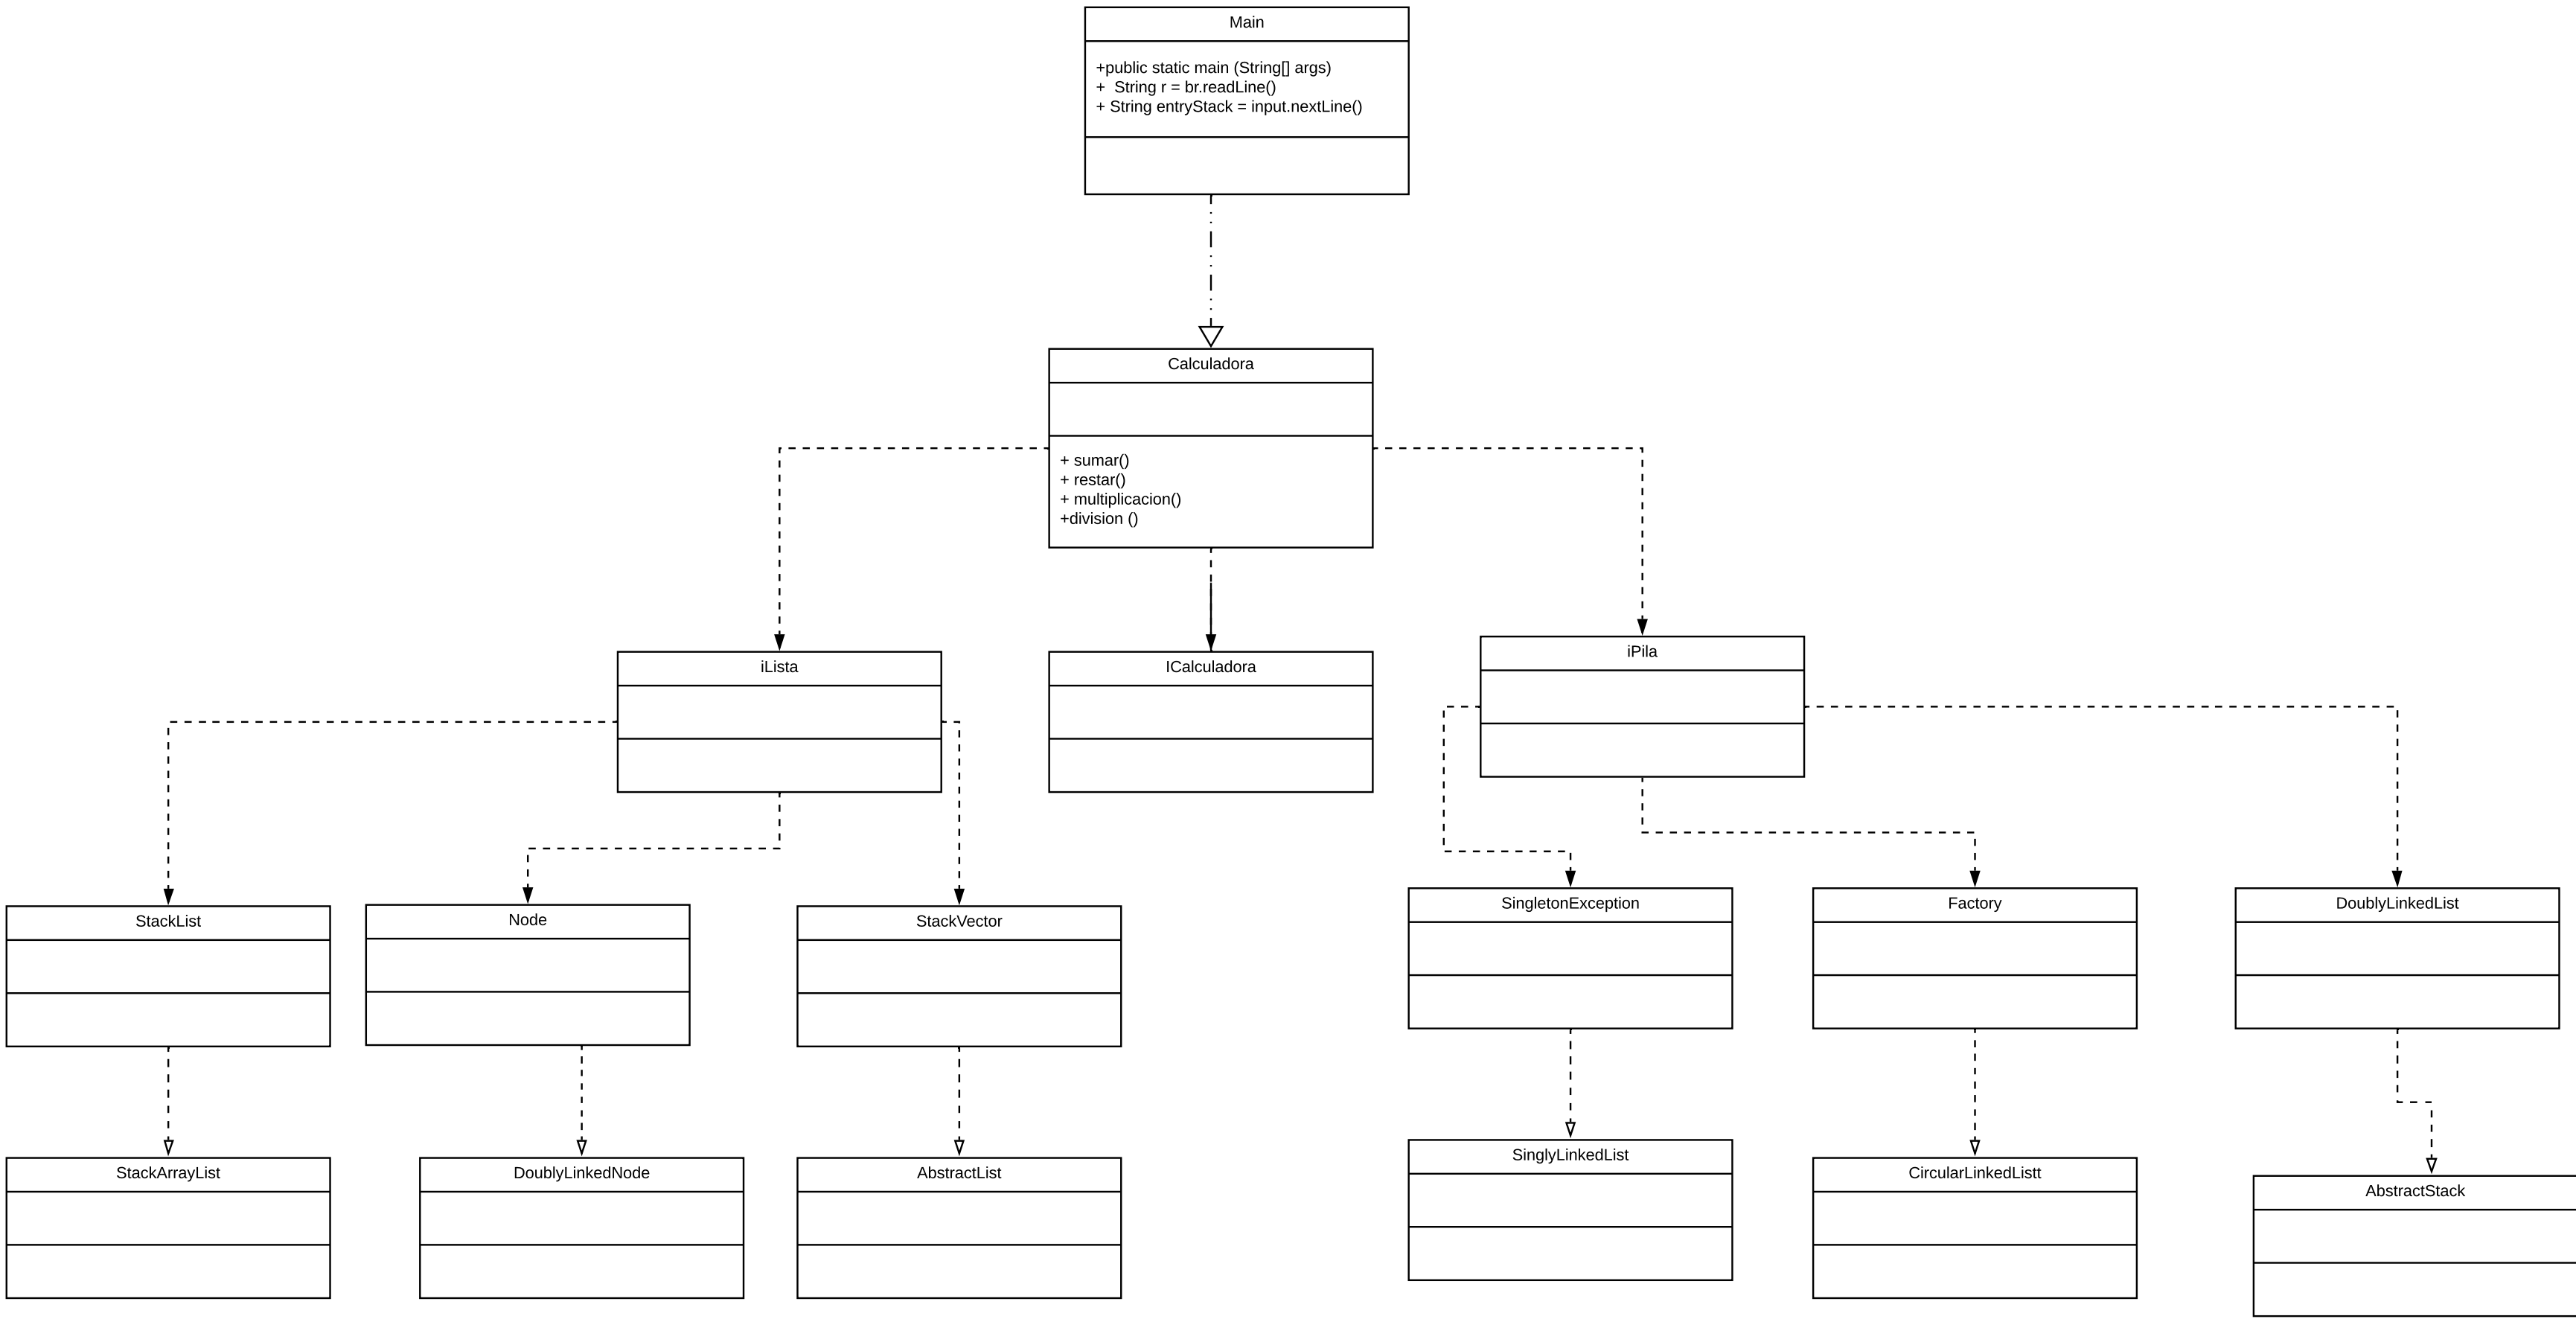 Main
+public static main (String[] args)
+  String r = br.readLine()
+ String entryStack = input.nextLine()
Calculadora
+ sumar()
+ restar()
+ multiplicacion()
+division ()
iLista
ICalculadora
iPila
StackList
Node
StackVector
SingletonException
Factory
DoublyLinkedList
StackArrayList
DoublyLinkedNode
AbstractList
SinglyLinkedList
CircularLinkedListt
AbstractStack